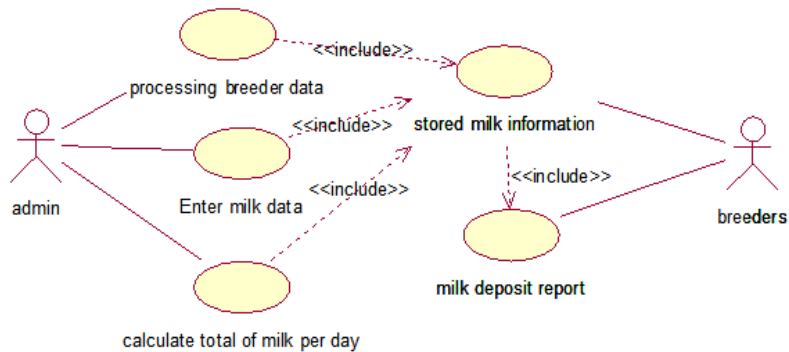 <<include>>
processing breeder data
<<include>>
stored milk information
admin
Enter milk data
<<include>>
<<include>>
breeders
milk deposit report
calculate total of milk per day